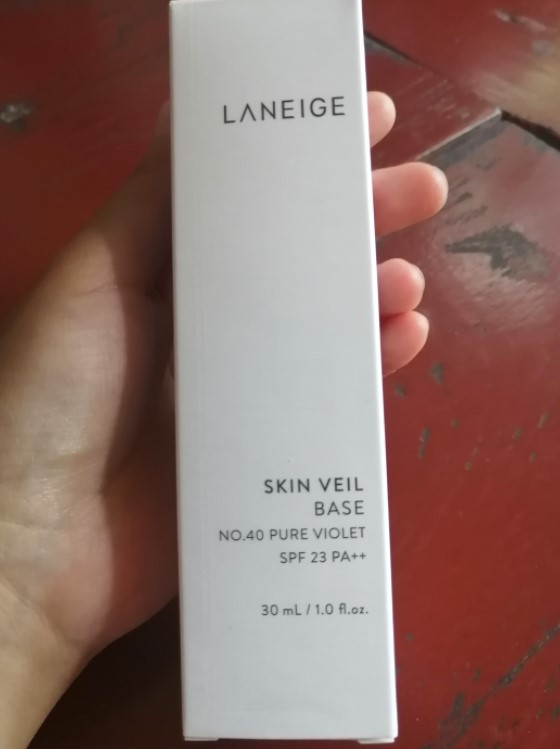 LANEIGE
SKIN VEIL
BASE
NO.40 PURE VIOLET
SPF 23 PA++
30 mL / 1.0 fl.oz.